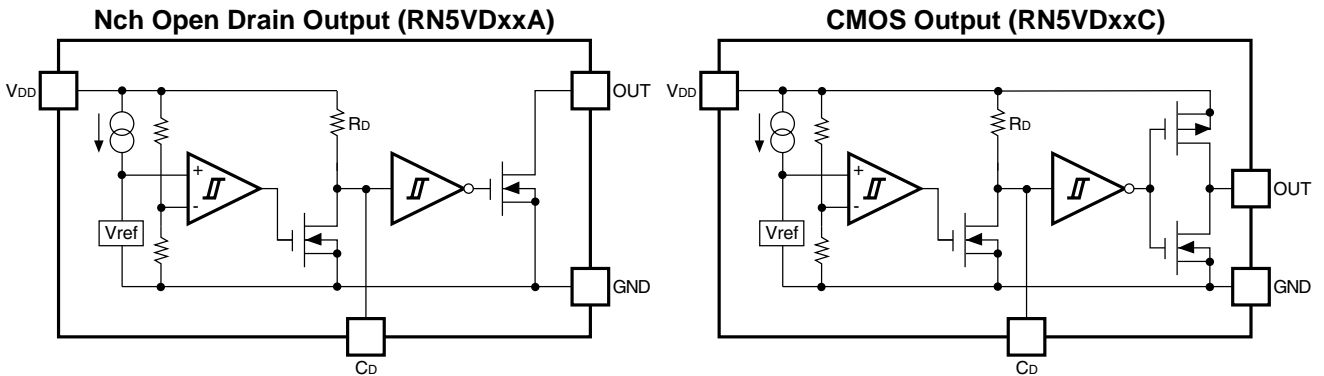 Nch Open Drain Output (RN5VDxxA)
VDD
OUT
RD
+
-
Vref
GND
CD
CMOS Output (RN5VDxxC)
VDD
RD
+
-
OUT
Vref
GND
CD